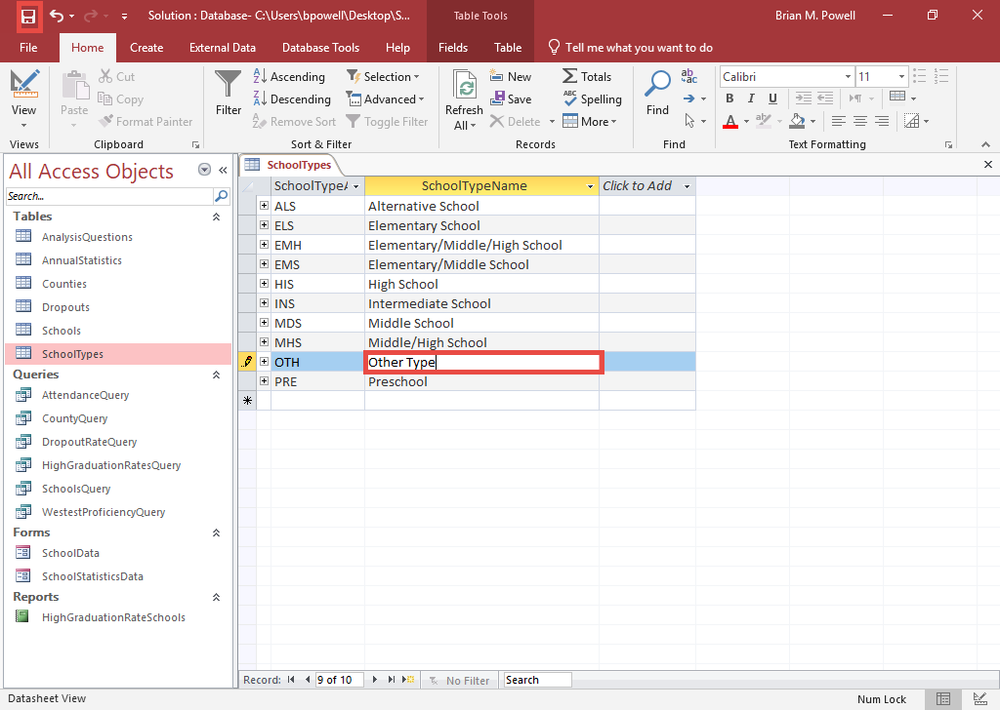 Solution : Database- C:\Users\bpowell\Desktop\S...
Table Tools
Brian M. Powell
File
Home
Create
External Data
Database Tools
Help
Fields
Table
Tell me what you want to do
View
Views
Paste
Cut
Copy
Format Painter
Clipboard
Filter
Ascending
Descending
Remove Sort
Selection
Advanced
Toggle Filter
Sort & Filter
Refresh
All
New
Save
Delete
Totals
Spelling
More
Records
Find
Find
Calibri
11
B I U
A
Text Formatting
All Access Objects
Search...
Tables
AnalysisQuestions
AnnualStatistics
Counties
Dropouts
Schools
SchoolTypes
Queries
AttendanceQuery
CountyQuery
DropoutRateQuery
HighGraduationRatesQuery
SchoolsQuery
WestestProficiencyQuery
Forms
SchoolData
SchoolStatisticsData
Reports
HighGraduationRateSchools
SchoolTypes
SchoolTypeA SchoolTypeName Click to Add
ALS Alternative School
ELS Elementary School
EMH Elementary/Middle/High School
EMS Elementary/Middle School
HIS High School
INS Intermediate School
MDS Middle School
MHS Middle/High School
OTH Other Type
PRE Preschool
Record: 9 of 10 No Filter Search
Datasheet View
Num Lock